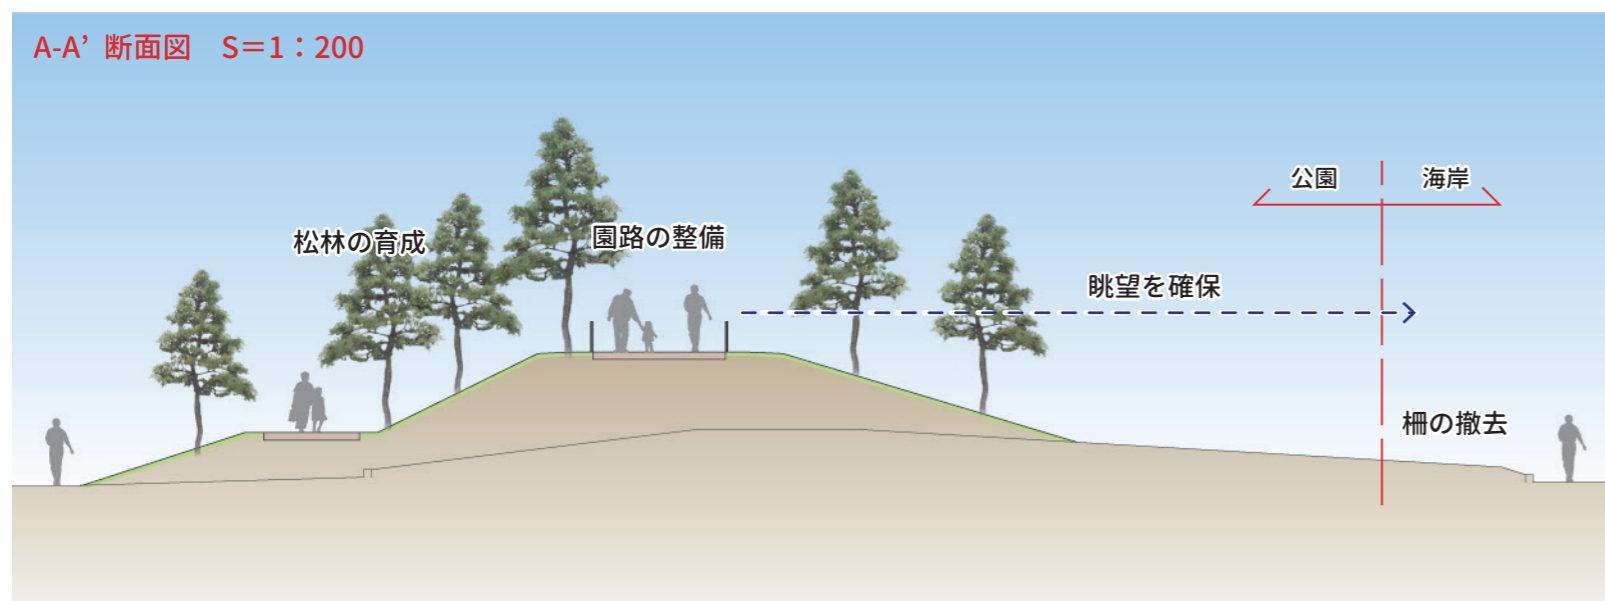 A-A’ 断面図　S＝1：200
公園
海岸
松林の育成
園路の整備
眺望を確保
柵の撤去